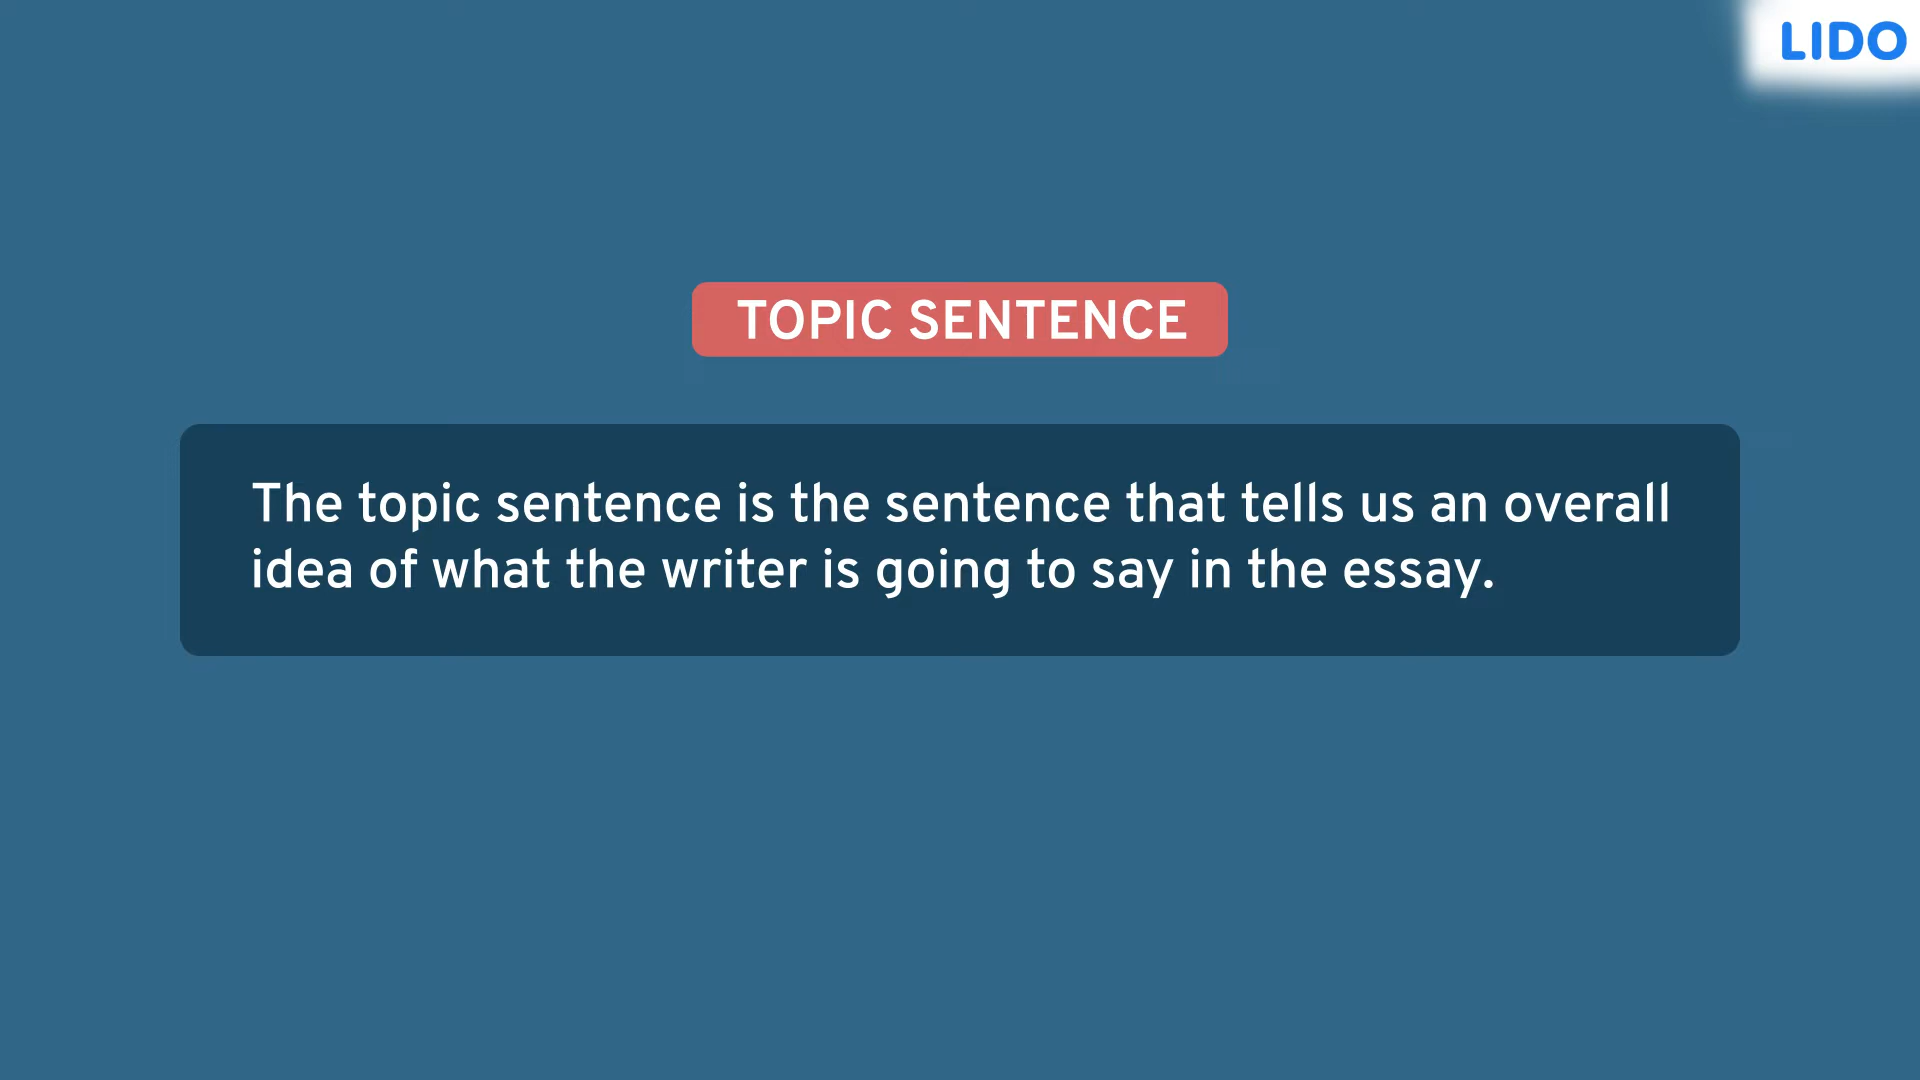 LIDO
TOPIC SENTENCE
The topic sentence is the sentence that tells us an overall
idea of what the writer is going to say in the essay.